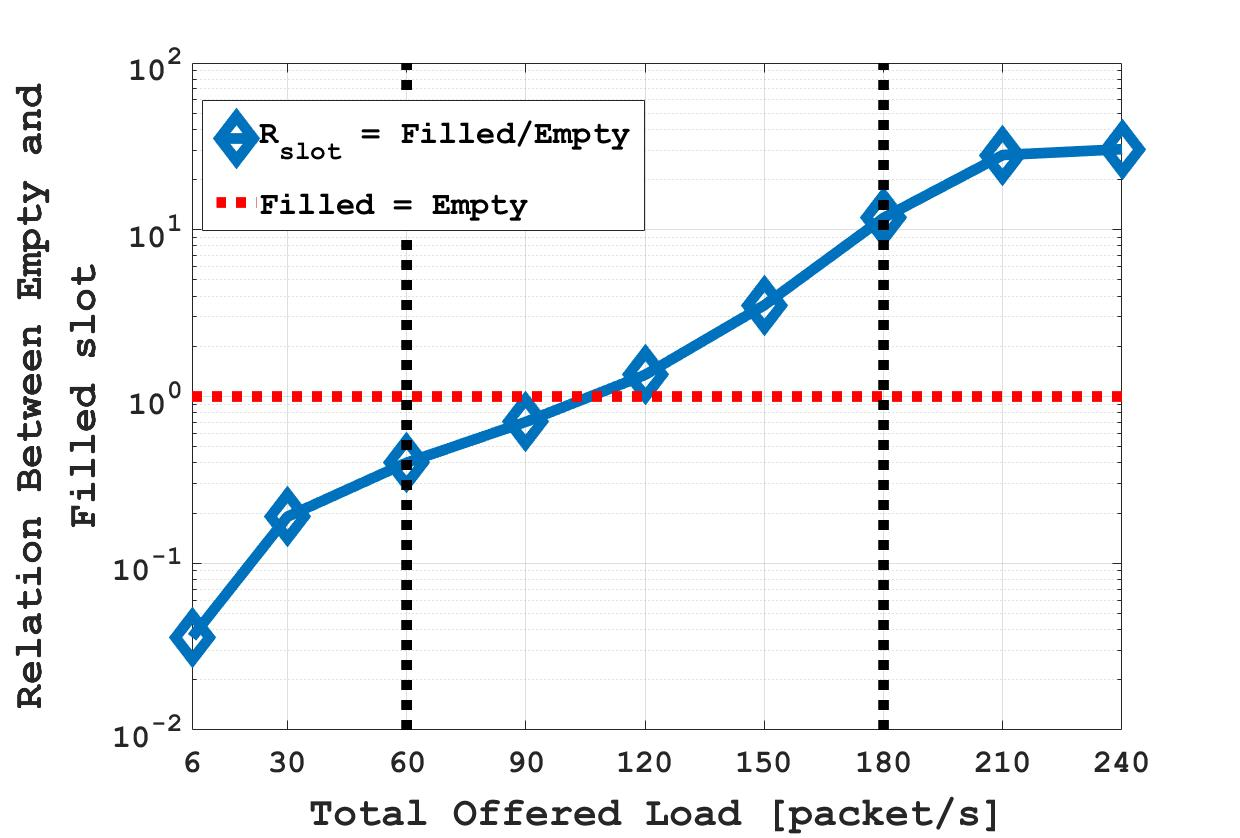 Relation Between Empty and
Filled slot
10^2
10^1
10^0
10^-1
10^-2
R_slot = Filled/Empty
Filled = Empty
6 30 60 90 120 150 180 210 240
Total Offered Load [packet/s]